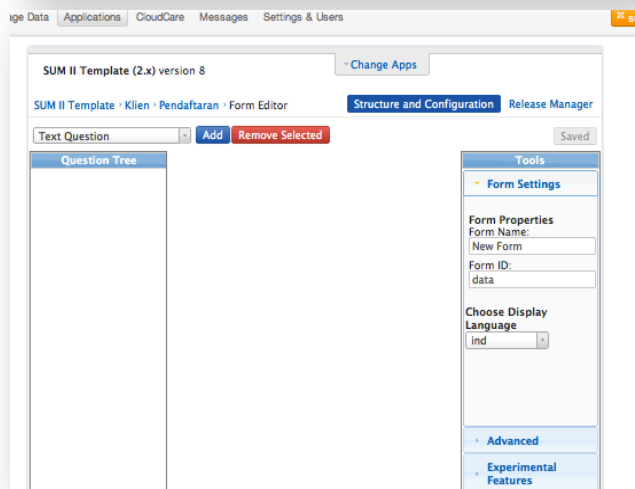 age Data Applications CloudCare Messages Settings & Users
SUM II Template (2.x) version 8
Change Apps
SUM II Template > Klien > Pendaftaran > Form Editor
Structure and Configuration Release Manager
Text Question Add Remove Selected Saved
Question Tree
Tools
Form Settings
Form Properties
Form Name:
New Form
Form ID:
data
Choose Display
Language
ind
Advanced
Experimental
Features